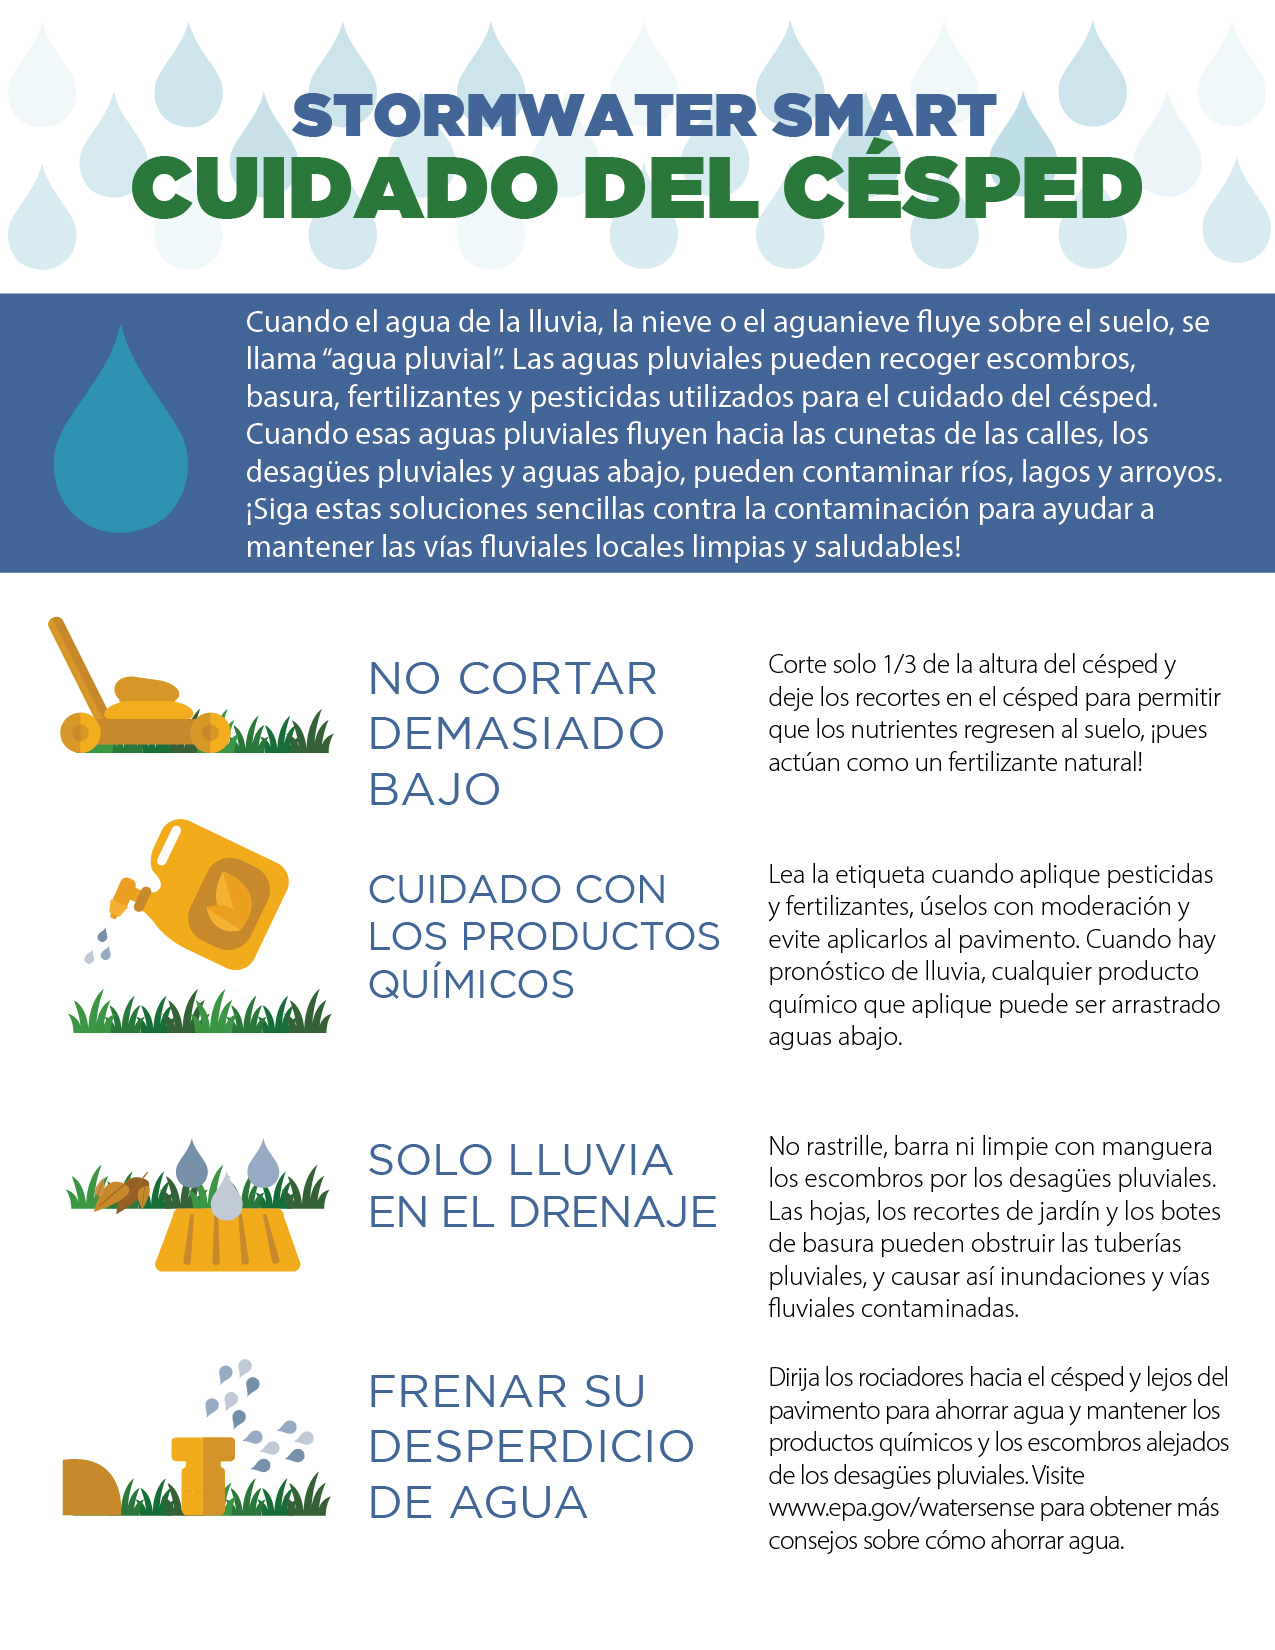 STORMWATER SMART
CUIDADO DEL CÉSPED
Cuando el agua de la lluvia, la nieve o el aguanieve fluye sobre el suelo, se
llama “agua pluvial”. Las aguas pluviales pueden recoger escombros,
basura, fertilizantes y pesticidas utilizados para el cuidado del césped.
Cuando esas aguas pluviales fluyen hacia las cunetas de las calles, los
desagües pluviales y aguas abajo, pueden contaminar ríos, lagos y arroyos.
¡Siga estas soluciones sencillas contra la contaminación para ayudar a
mantener las vías fluviales locales limpias y saludables!
NO CORTAR
DEMASIADO
BAJO
Corte solo 1/3 de la altura del césped y
deje los recortes en el césped para permitir
que los nutrientes regresen al suelo, ¡pues
actúan como un fertilizante natural!
CUIDADO CON
LOS PRODUCTOS
QUÍMICOS
Lea la etiqueta cuando aplique pesticidas
y fertilizantes, úselos con moderación y
evite aplicarlos al pavimento. Cuando hay
pronóstico de lluvia, cualquier producto
químico que aplique puede ser arrastrado
aguas abajo.
SOLO LLUVIA
EN EL DRENAJE
No rastrille, barra ni limpie con manguera
los escombros por los desagües pluviales.
Las hojas, los recortes de jardín y los botes
de basura pueden obstruir las tuberías
pluviales, y causar así inundaciones y vías
fluviales contaminadas.
FRENAR SU
DESPERDICIO
DE AGUA
Dirija los rociadores hacia el césped y lejos del
pavimento para ahorrar agua y mantener los
productos químicos y los escombros alejados
de los desagües pluviales. Visite
www.epa.gov/watersense para obtener más
consejos sobre cómo ahorrar agua.